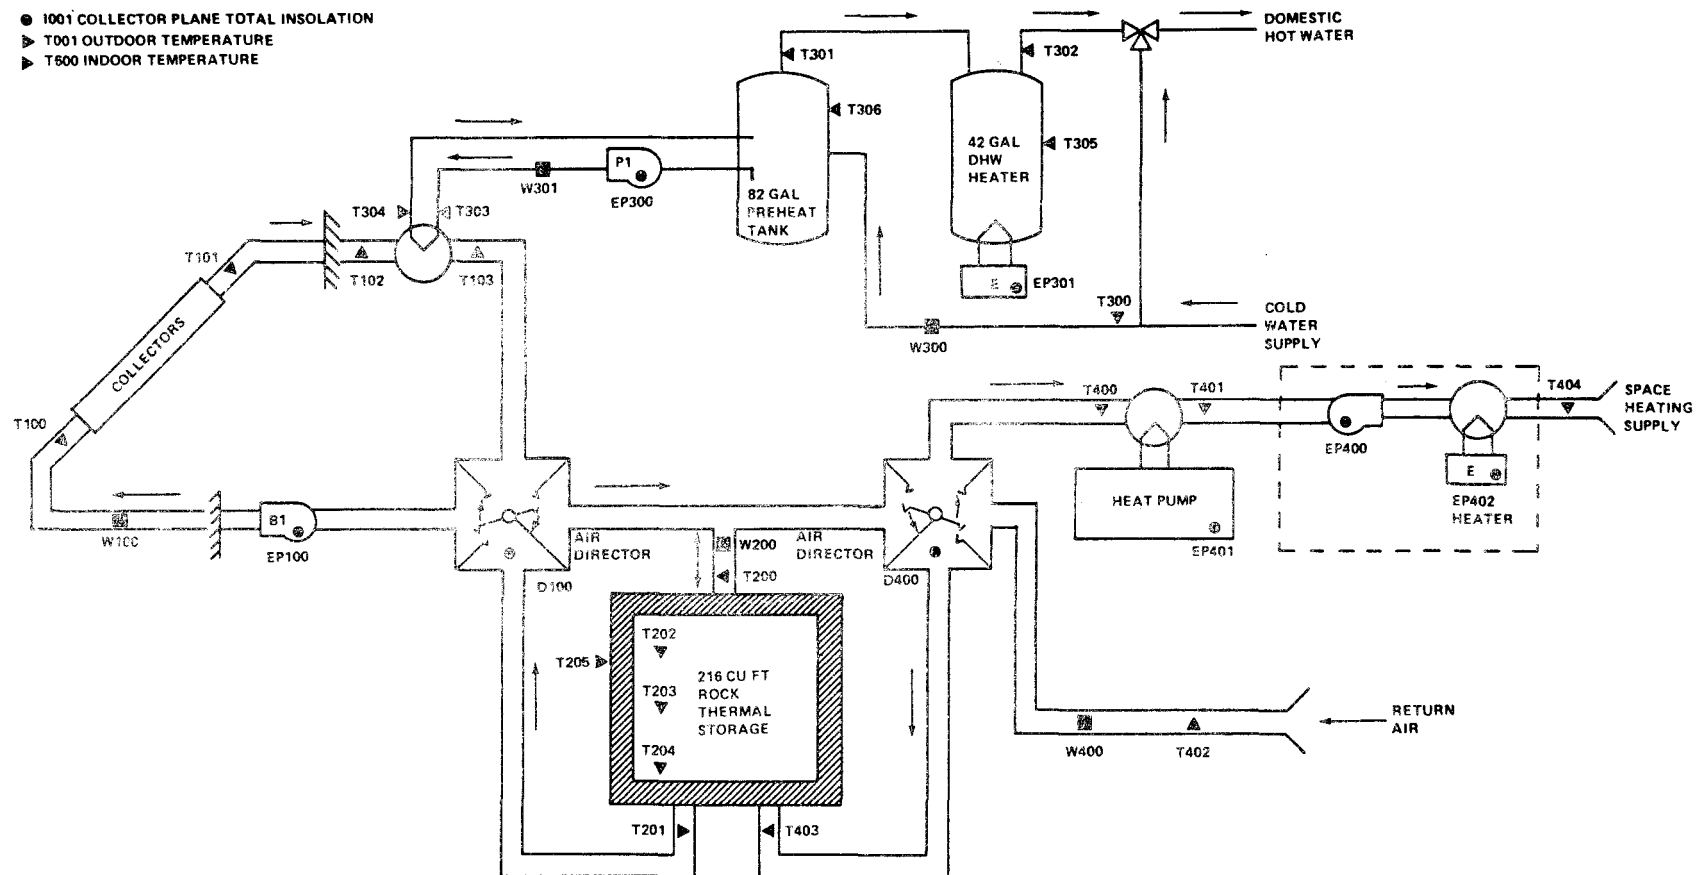 I001 COLLECTOR PLANE TOTAL INSOLATION
T001 OUTDOOR TEMPERATURE
T500 INDOOR TEMPERATURE
DOMESTIC
HOT WATER
T301
T302
T306
42 GAL
DHW
HEATER
T305
P1
W301
EP300
82 GAL
PREHEAT
TANK
T304
T303
T101
T102
T103
E
EP301
T300
COLD
WATER
SUPPLY
W300
COLLECTORS
T100
T400
T401
T404
SPACE
HEATING
SUPPLY
EP400
E
EP402
HEATER
HEAT PUMP
EP401
W100
B1
EP100
AIR
DIRECTOR
D100
W200
T200
AIR
DIRECTOR
D400
T202
T205
T203
T204
216 CU FT
ROCK
THERMAL
STORAGE
RETURN
AIR
W400
T402
T201
T403